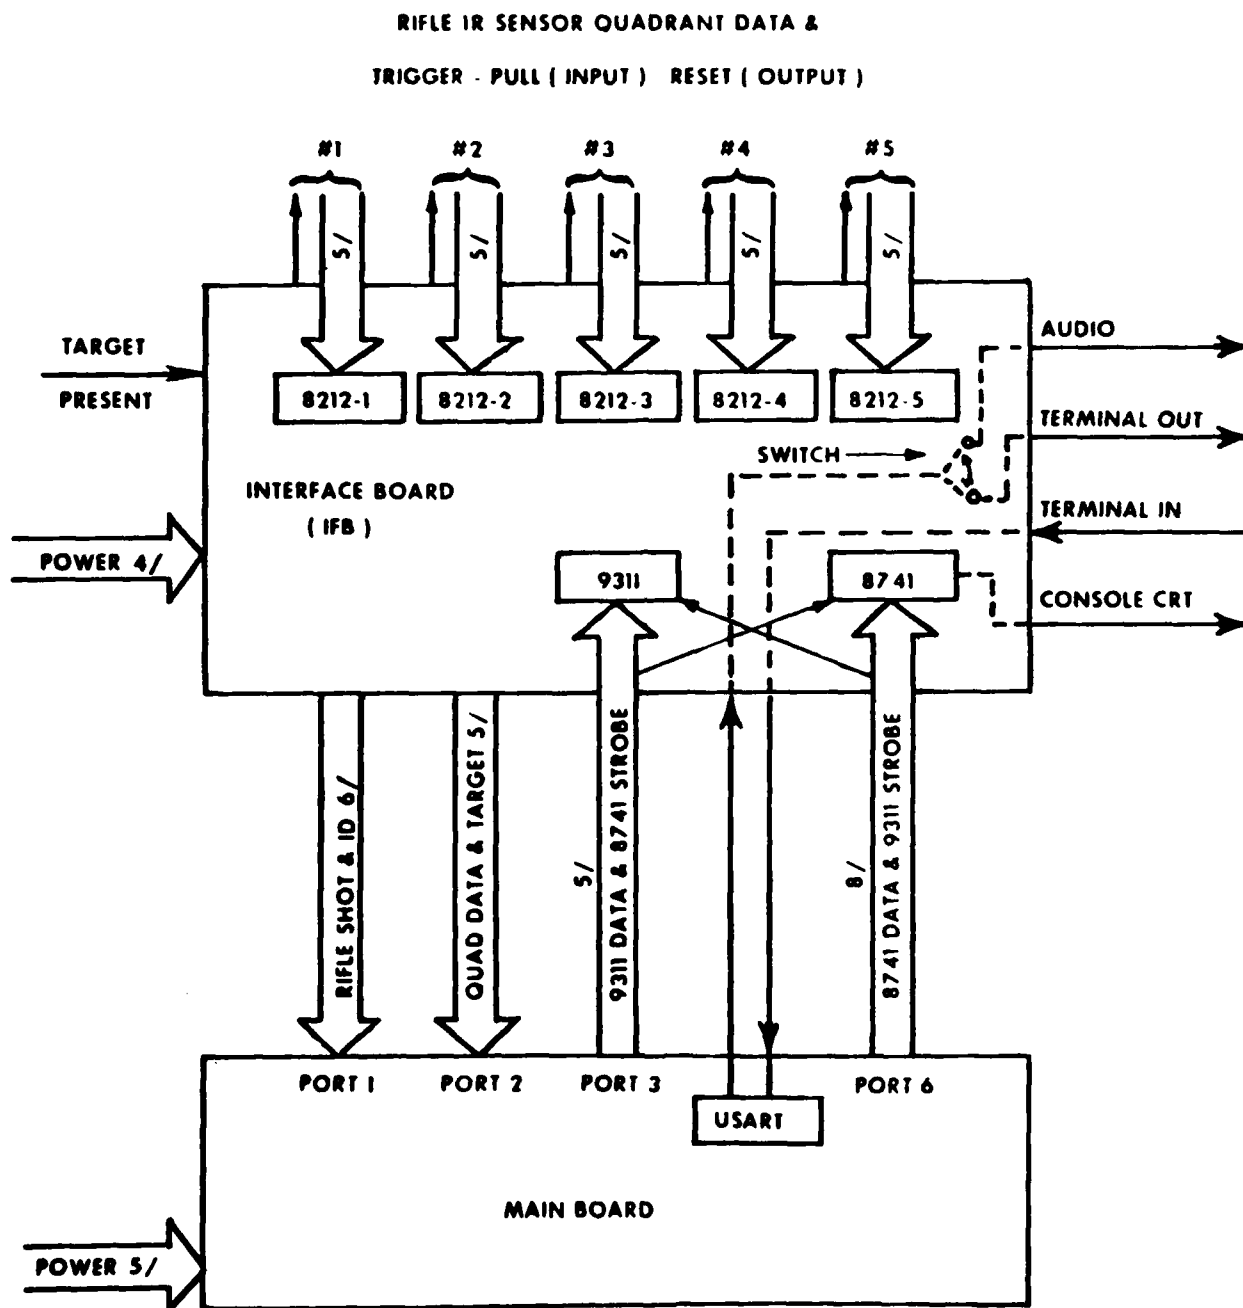 RIFLE IR SENSOR QUADRANT DATA &
TRIGGER - PULL ( INPUT ) RESET ( OUTPUT )
#1 #2 #3 #4 #5
5/ 5/ 5/ 5/ 5/
TARGET
PRESENT
8212-1 8212-2 8212-3 8212-4 8212-5
AUDIO
TERMINAL OUT
SWITCH
INTERFACE BOARD
( IFB )
TERMINAL IN
POWER 4/
9311
8741
CONSOLE CRT
RIFLE SHOT & ID 6/
QUAD DATA & TARGET 5/
5/
9311 DATA & 8741 STROBE
8/
8741 DATA & 9311 STROBE
PORT 1 PORT 2 PORT 3 PORT 6
USART
MAIN BOARD
POWER 5/